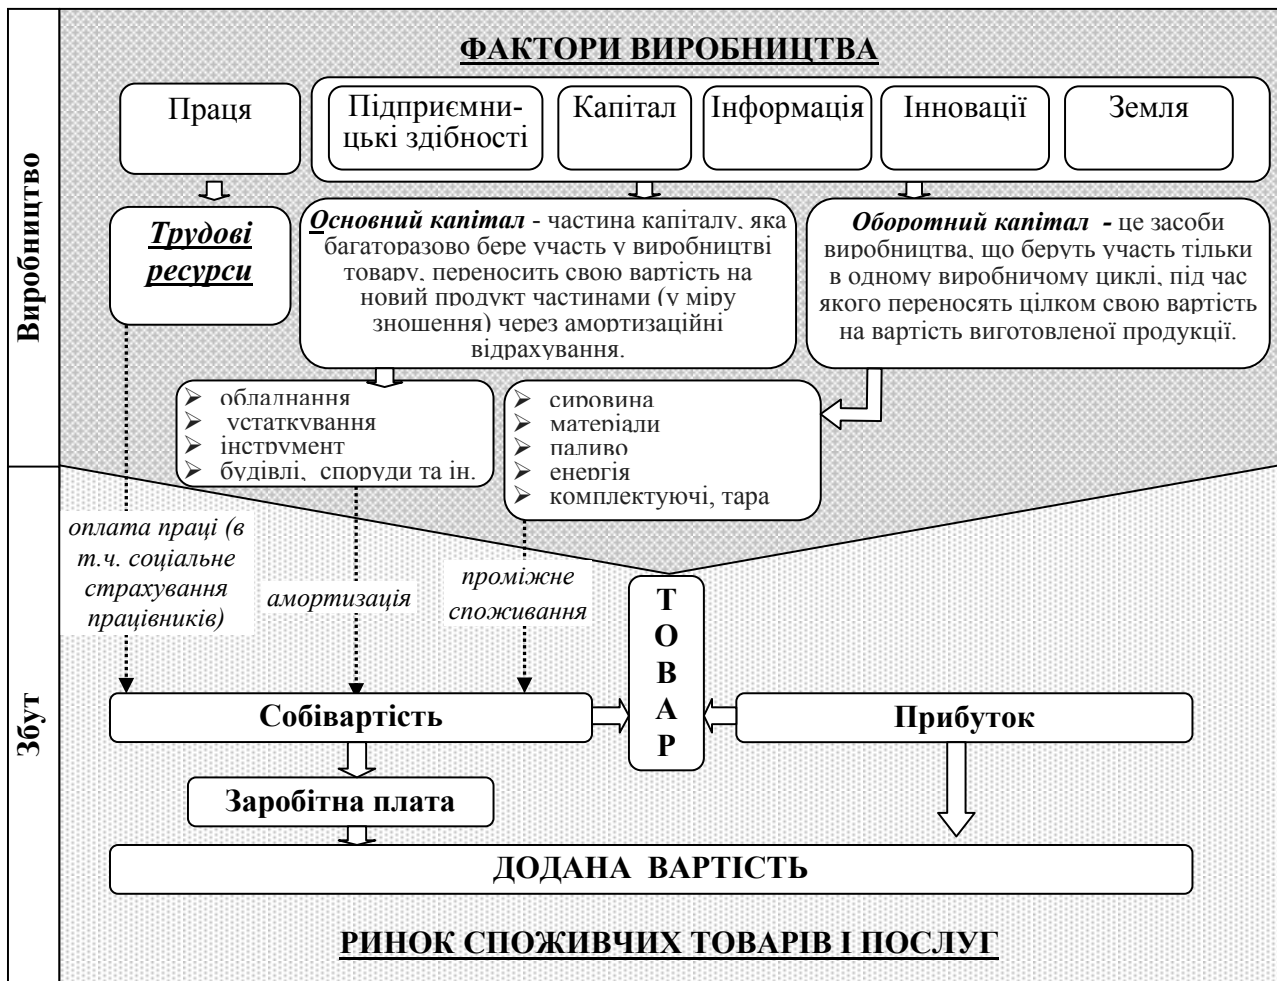 ФАКТОРИ ВИРОБНИЦТВА
Праця
Підприємни-
цькі здібності
Капітал
Інформація
Інновації
Земля
Виробництво
Трудові
ресурси
Основний капітал - частина капіталу, яка
багаторазово бере участь у виробництві
товару, переносить свою вартість на
новий продукт частинами (у міру
зношення) через амортизаційні
відрахування.
Оборотний капітал - це засоби
виробництва, що беруть участь тільки
в одному виробничому циклі, під час
якого переносять цілком свою вартість
на вартість виготовленої продукції.
➢ обладнання
➢ устаткування
➢ інструмент
➢ будівлі, споруди та ін.
➢ сировина
➢ матеріали
➢ паливо
➢ енергія
➢ комплектуючі, тара
Збут
оплата праці (в
т.ч. соціальне
страхування
працівників)
амортизація
проміжне
споживання
Т
О
В
А
Р
Собівартість
Прибуток
Заробітна плата
ДОДАНА ВАРТІСТЬ
РИНОК СПОЖИВЧИХ ТОВАРІВ І ПОСЛУГ